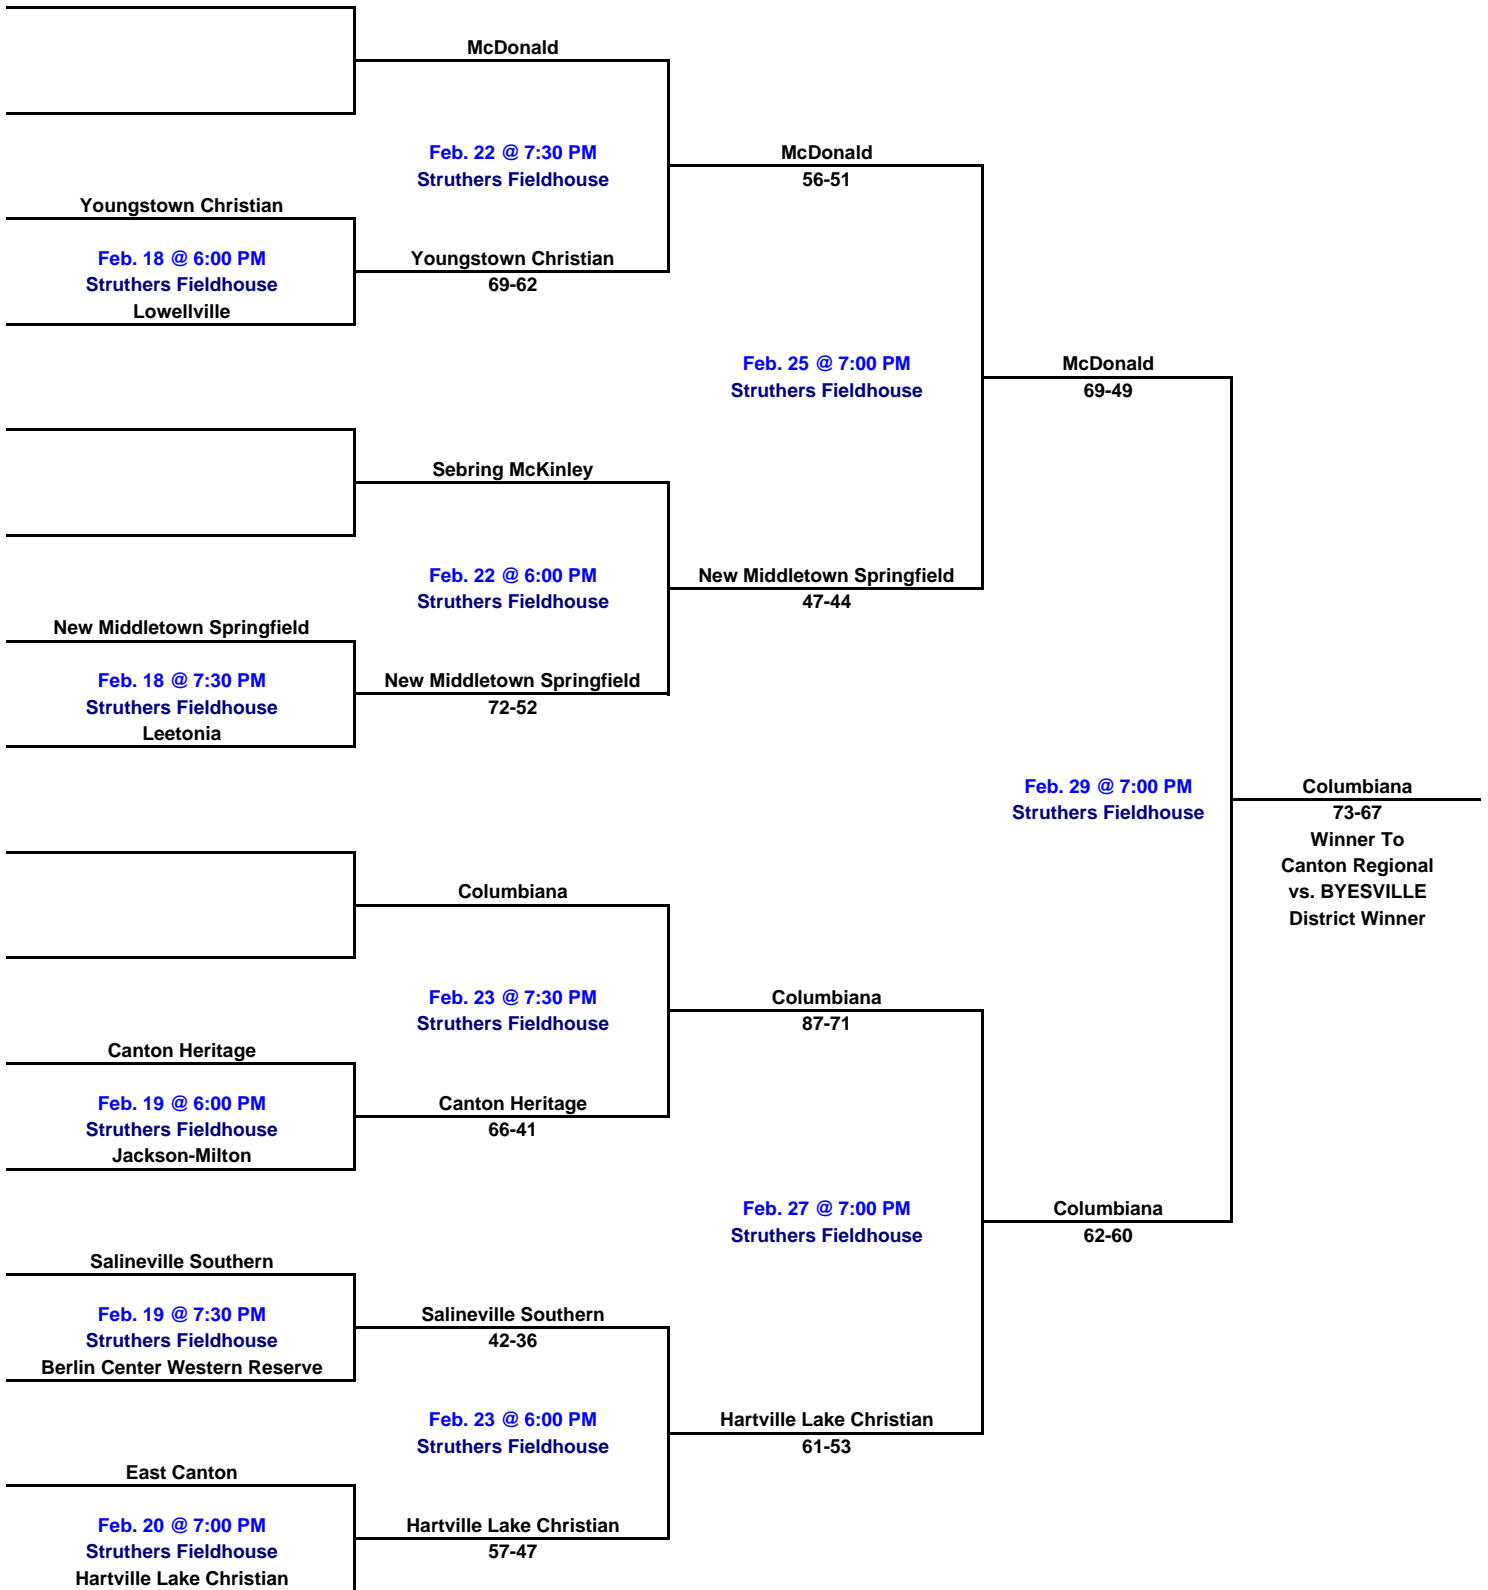 McDonald
Feb. 22 @ 7:30 PM
Struthers Fieldhouse
McDonald
56-51
Youngstown Christian
Feb. 18 @ 6:00 PM
Struthers Fieldhouse
Lowellville
Youngstown Christian
69-62
Feb. 25 @ 7:00 PM
Struthers Fieldhouse
McDonald
69-49
Sebring McKinley
Feb. 22 @ 6:00 PM
Struthers Fieldhouse
New Middletown Springfield
47-44
New Middletown Springfield
Feb. 18 @ 7:30 PM
Struthers Fieldhouse
Leetonia
New Middletown Springfield
72-52
Feb. 29 @ 7:00 PM
Struthers Fieldhouse
Columbiana
73-67
Winner To
Canton Regional
vs. BYESVILLE
District Winner
Columbiana
Feb. 23 @ 7:30 PM
Struthers Fieldhouse
Columbiana
87-71
Canton Heritage
Feb. 19 @ 6:00 PM
Struthers Fieldhouse
Jackson-Milton
Canton Heritage
66-41
Feb. 27 @ 7:00 PM
Struthers Fieldhouse
Columbiana
62-60
Salineville Southern
Feb. 19 @ 7:30 PM
Struthers Fieldhouse
Berlin Center Western Reserve
Salineville Southern
42-36
Feb. 23 @ 6:00 PM
Struthers Fieldhouse
Hartville Lake Christian
61-53
East Canton
Feb. 20 @ 7:00 PM
Struthers Fieldhouse
Hartville Lake Christian
Hartville Lake Christian
57-47